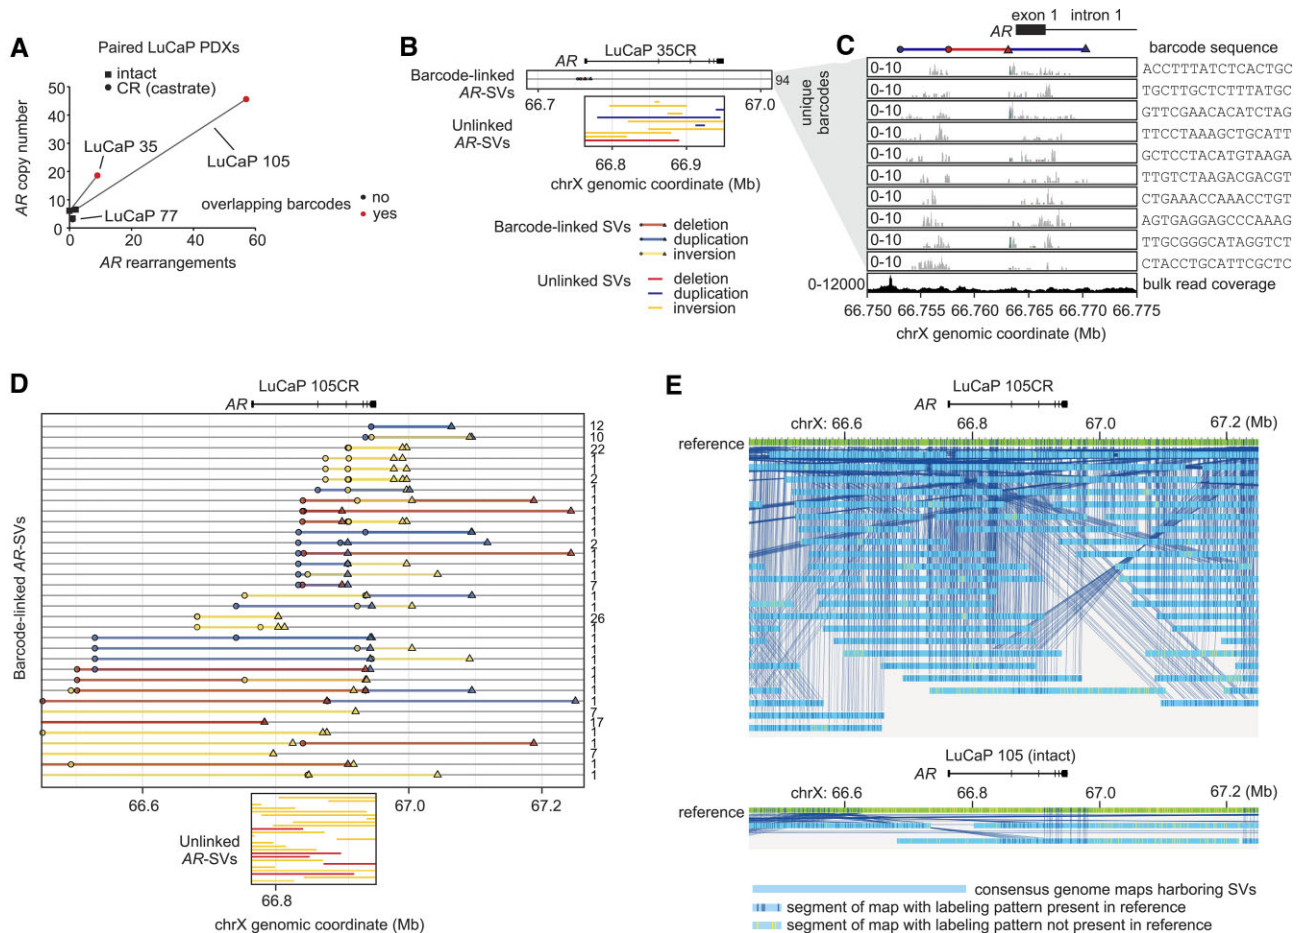 A
Paired LuCaP PDXs
intact
CR (castrate)
AR copy number
50
40
30
20
10
0
LuCaP 35
LuCaP 105
LuCaP 77
overlapping barcodes
no
yes
0 20 40 60
AR rearrangements
B
LuCaP 35CR
AR
Barcode-linked
AR-SVs
94
66.7 67.0
Unlinked
AR-SVs
66.8 66.9
chrX genomic coordinate (Mb)
Barcode-linked SVs
deletion
duplication
inversion
Unlinked SVs
deletion
duplication
inversion
C
exon 1 intron 1
AR
barcode sequence
unique
barcodes
0-10 ACCTTTATCTCACTGC
0-10 TGCTTGCTCTTTATGC
0-10 GTTCGAACACATCTAG
0-10 TTCCTAAAGCTGCATT
0-10 GCTCCTACATGTAAGA
0-10 TTGTCTAAGACGACGT
0-10 CTGAAACCAAACCTGT
0-10 AGTGAGGAGCCCAAAG
0-10 TTGCGGGCATAGGTCT
0-10 CTACCTGCATTCGCTC
0-12000 bulk read coverage
66.750 66.755 66.760 66.765 66.770 66.775
chrX genomic coordinate (Mb)
D
LuCaP 105CR
AR
Barcode-linked AR-SVs
12
10
22
1
1
2
1
1
1
1
1
2
1
1
1
7
1
1
26
1
1
1
1
1
1
1
7
17
1
1
7
1
1
66.6 67.0 67.2
Unlinked
AR-SVs
66.8
chrX genomic coordinate (Mb)
E
LuCaP 105CR
AR
chrX: 66.6 66.8 67.0 67.2 (Mb)
reference
LuCaP 105 (intact)
AR
chrX: 66.6 66.8 67.0 67.2 (Mb)
reference
consensus genome maps harboring SVs
segment of map with labeling pattern present in reference
segment of map with labeling pattern not present in reference